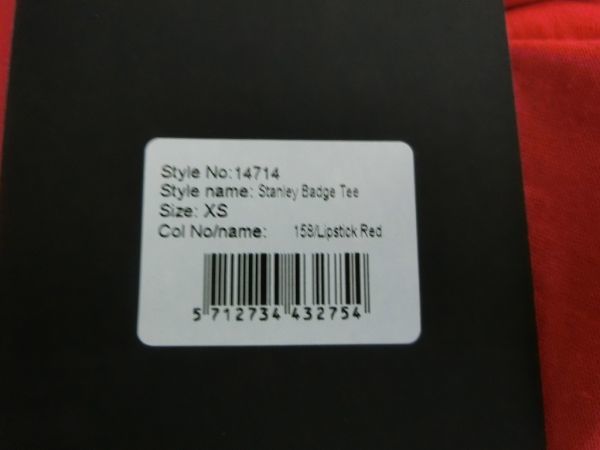 Style No:14714
Style name: Stanley Badge Tee
Size: XS
Col No/name: 158/Lipstick Red
5 712734 432754